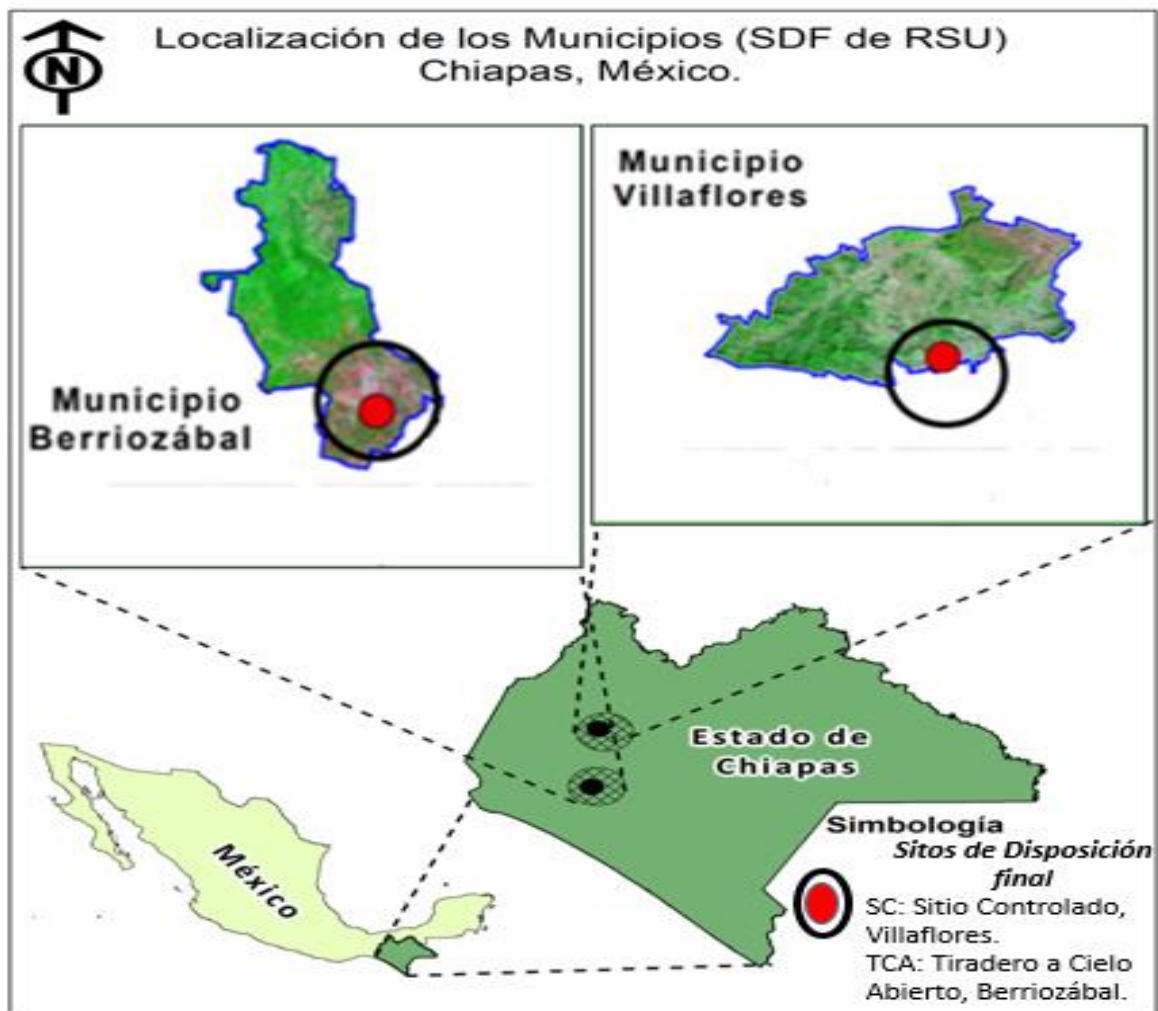 N
Localización de los Municipios (SDF de RSU)
Chiapas, México.
Municipio
Berriozábal
Municipio
Villaflores
Estado de
Chiapas
México
Simbología
Sitos de Disposición
final
SC: Sitio Controlado,
Villaflores.
TCA: Tiradero a Cielo
Abierto, Berriozábal.